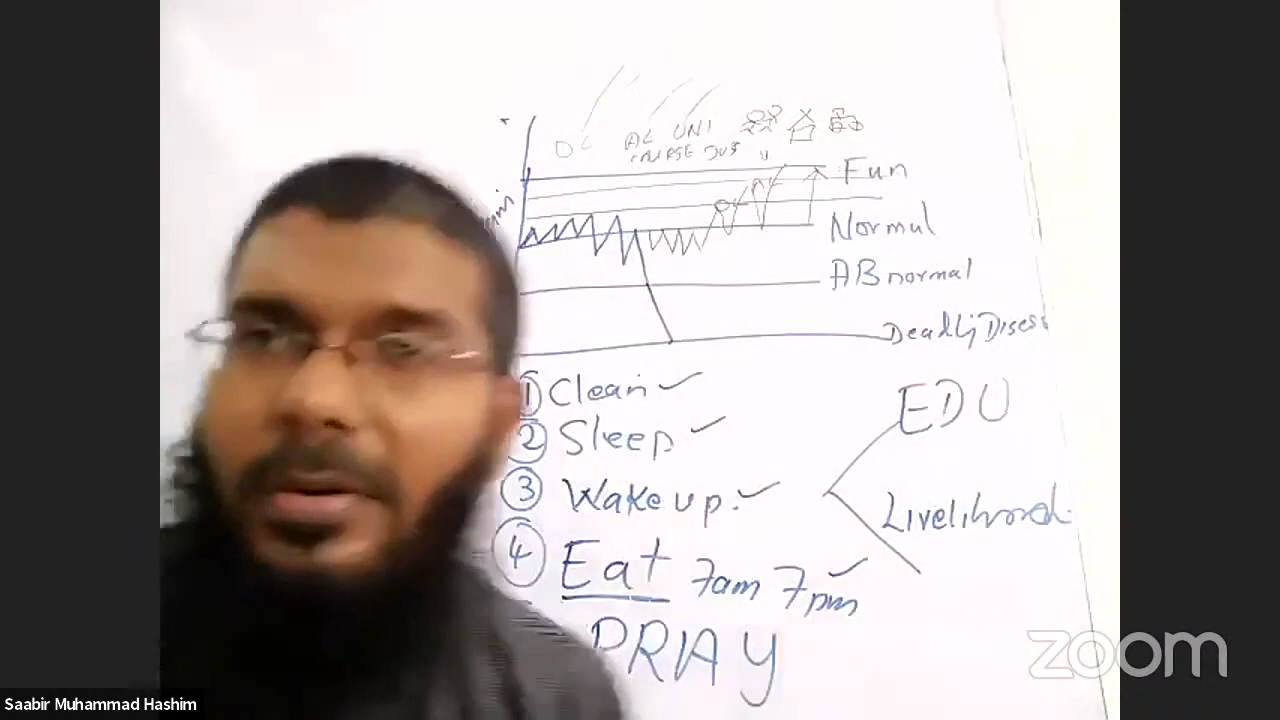 OL AL UNI
COURSE JOB
Fun
Normal
ABnormal
Deadly Disess
① Clean ✓
② Sleep ✓
③ Wake up. ✓
④ Eat 7am 7pm ✓
PRAY
EDU
Livelihood
zoom
Saabir Muhammad Hashim